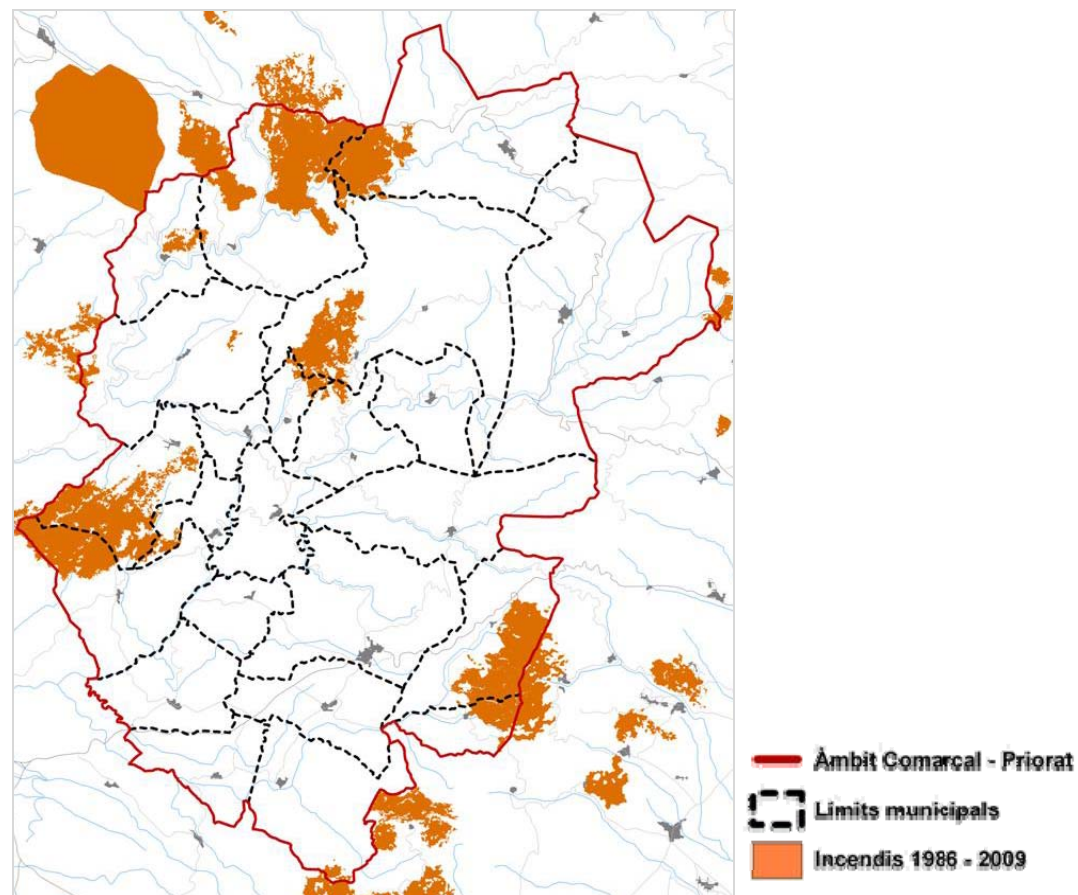 Àmbit Comarcal - Priorat
Límits municipals
Incendis 1986 - 2009